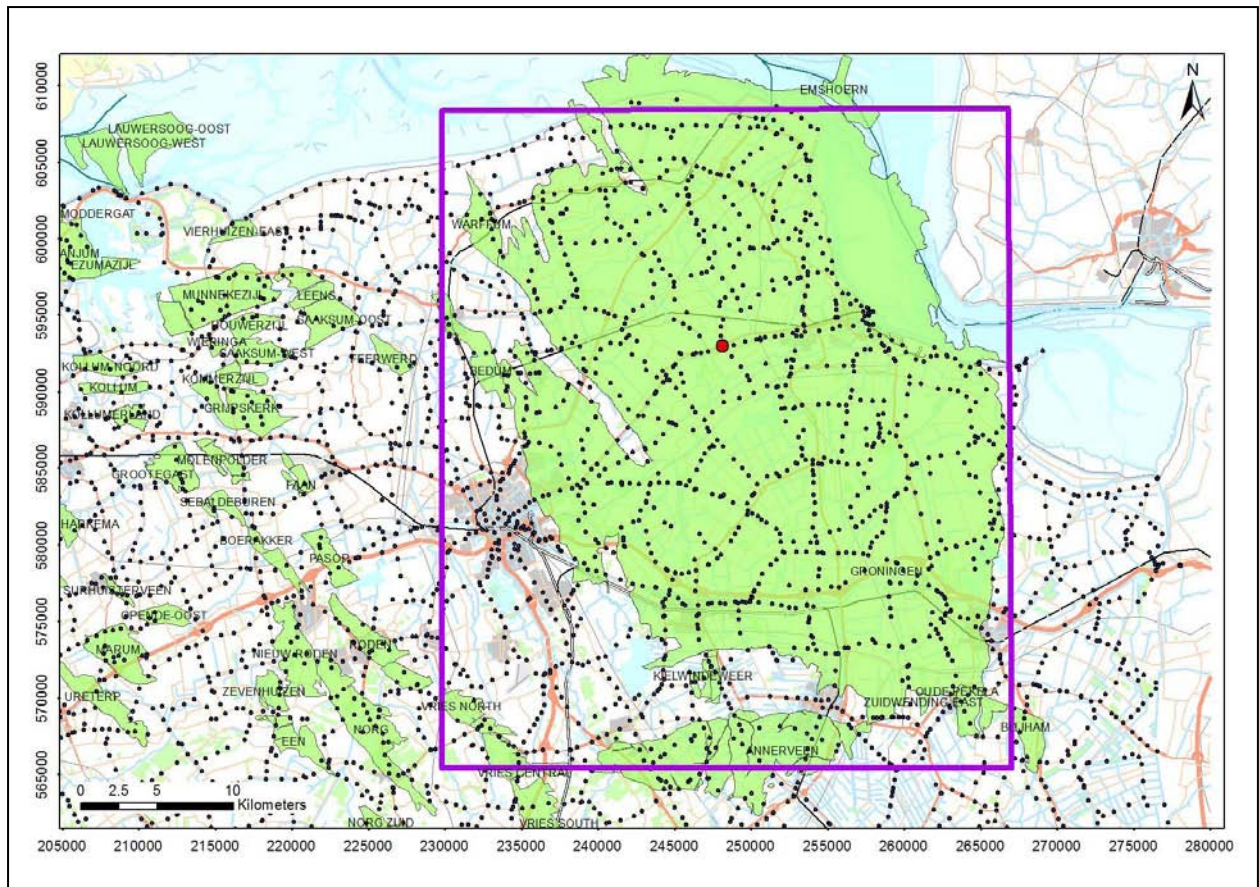 N
610000
605000
600000
595000
590000
585000
580000
575000
570000
565000
EMSHOERN
LAUWERSOOG-OOST
LAUWERSOOG-WEST
MODDERGAT
VIERHUIZEN-EAST
WARFFUM
ANJUM
EZUMAZIJL
MUNNEKEZIJL
LEENS
HOUWERZIJL
SAAKSUM-OOST
WIERINGA
SAAKSUM-WEST
FEERWERD
KOLLUM-NOORD
KOMMERZIJL
BEDUM
KOLLUM
GRIJPSKERK
KOLLUMERLAND
MOLENPOLDER
GROOTEGAST
FAAN
SEBALDEBUREN
HARKEMA
BOERAKKER
PASOP
GRONINGEN
SURHUISTERVEEN
OPENDE-OOST
MARUM
NIEUW-RODEN
RODEN
KIELWINDEWEER
URETERP
ZEVENHUIZEN
OUDE PEKELA
ZUIDWENDING-EAST
VRIES NORTH
NORG
BLIJHAM
EEN
ANNERVEEN
VRIES CENTRAL
NORG ZUID
VRIES SOUTH
0 2.5 5 10
Kilometers
205000 210000 215000 220000 225000 230000 235000 240000 245000 250000 255000 260000 265000 270000 275000 280000